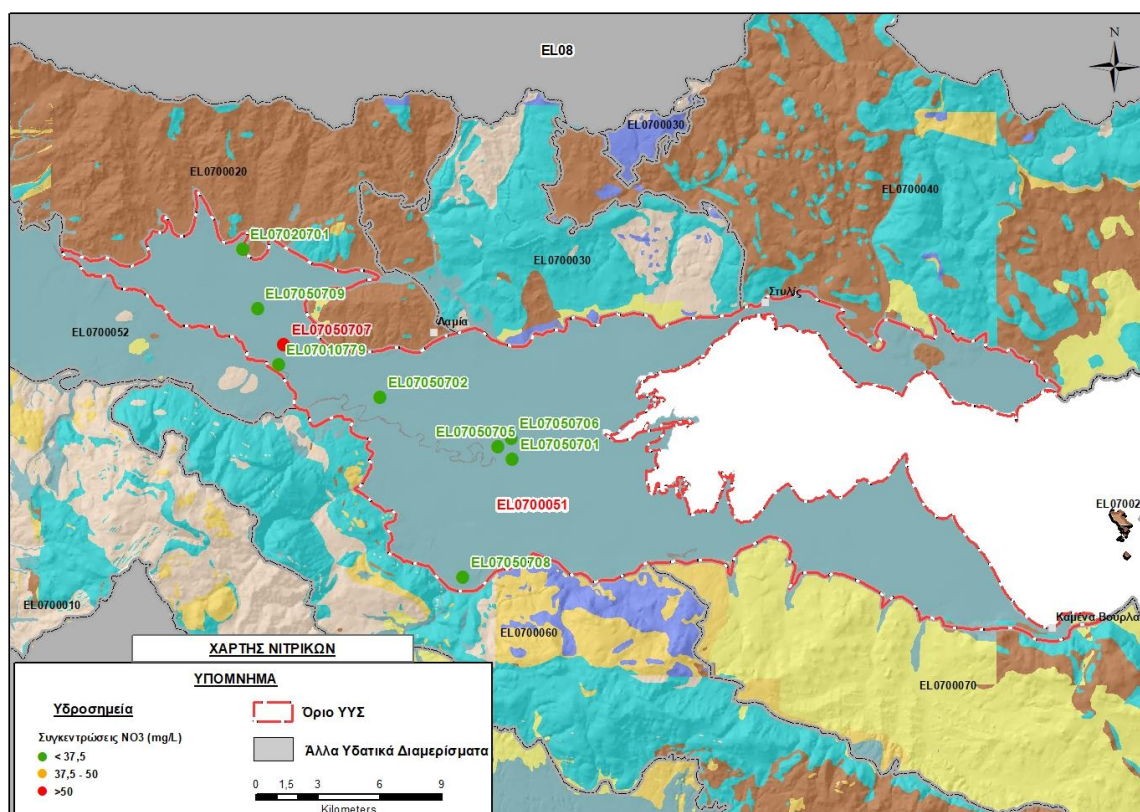 EL08
N
EL0700030
EL0700020
EL0700040
EL07020701
EL0700030
EL07050709
Στυλίς
EL0700052
Λαμία
EL07050707
EL07010779
EL07050702
EL07050706
EL07050705
EL07050701
EL0700051
EL07002
EL07050708
EL0700010
EL0700060
Καμένα Βούρλα
EL0700070
ΧΑΡΤΗΣ ΝΙΤΡΙΚΩΝ
ΥΠΟΜΝΗΜΑ
Υδροσημεία
Όριο ΥΥΣ
Συγκεντρώσεις NO3 (mg/L)
< 37,5
Άλλα Υδατικά Διαμερίσματα
37,5 - 50
>50
0 1,5 3 6 9
Kilometers